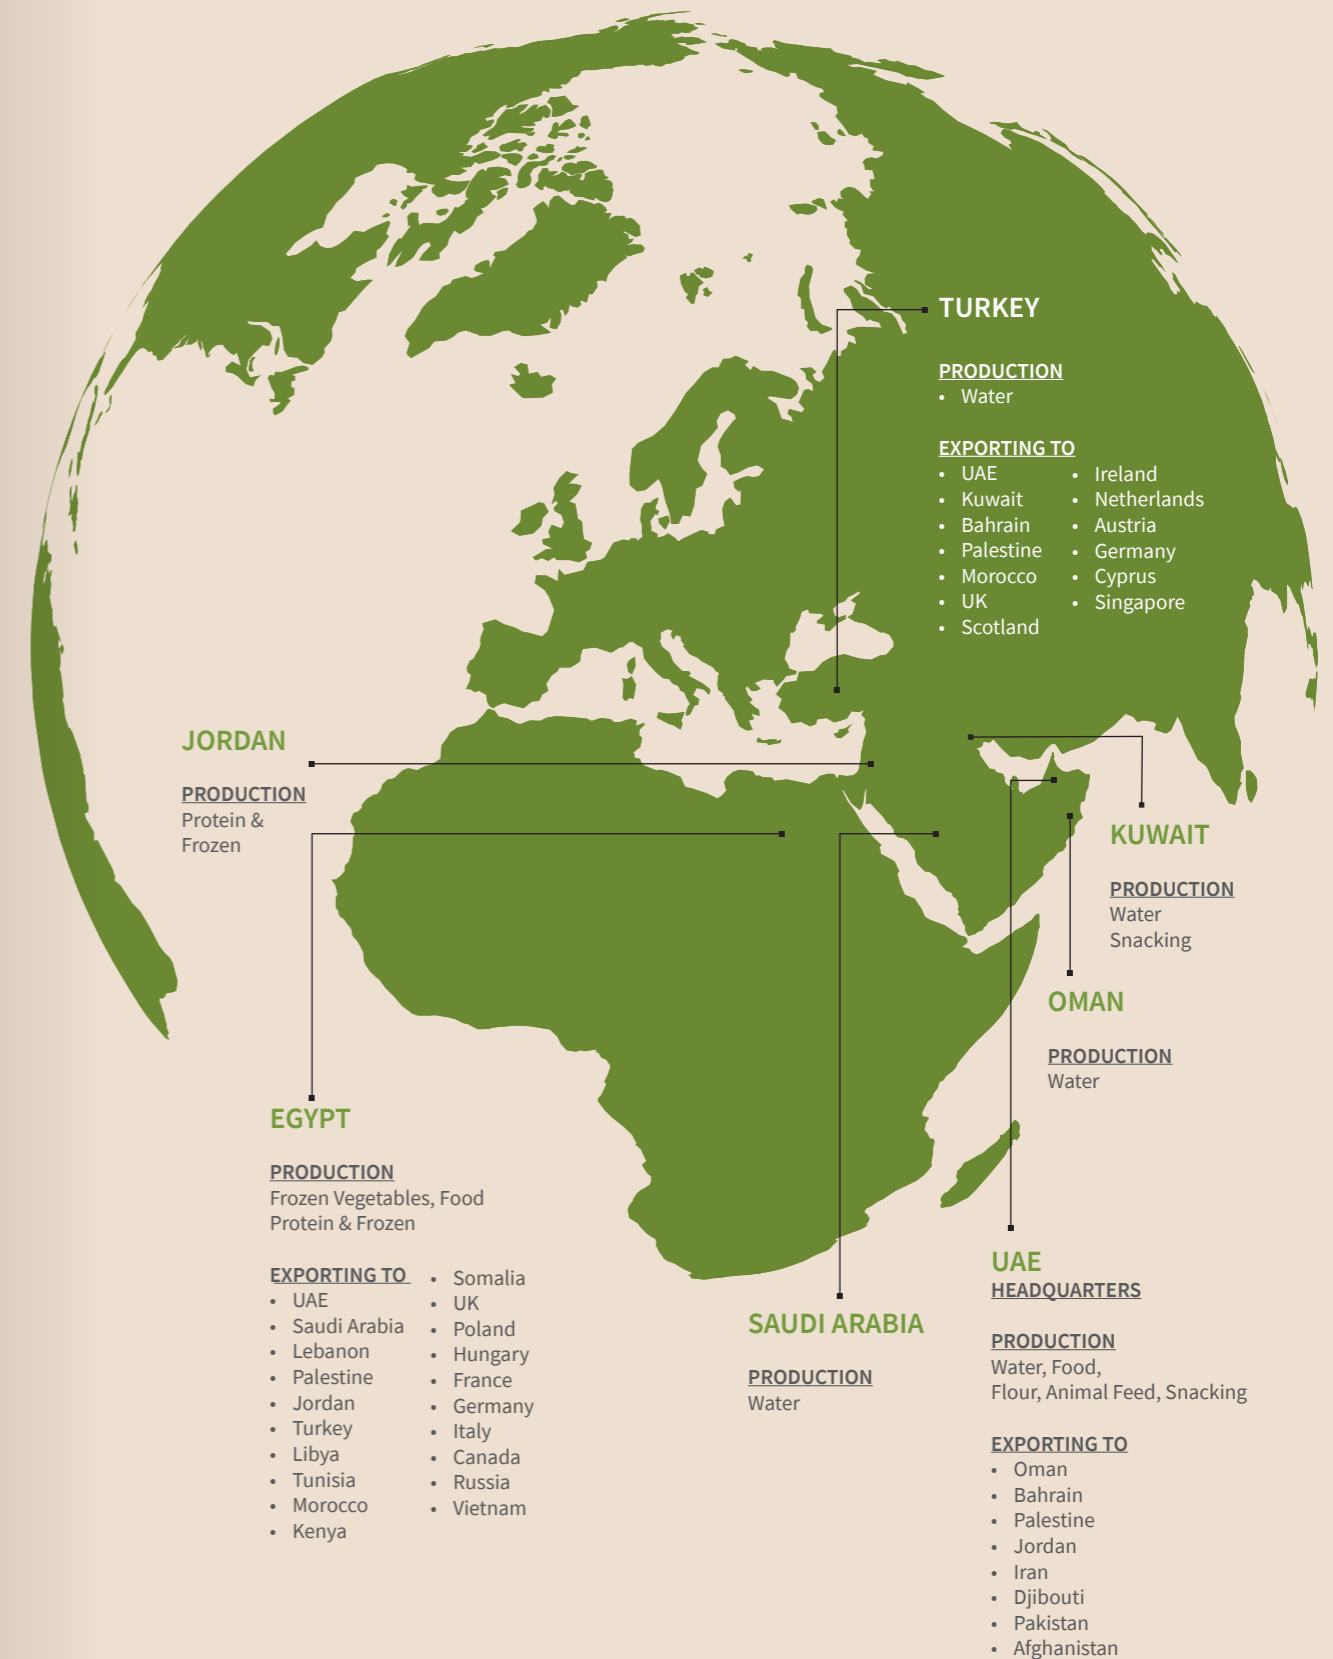 TURKEY
PRODUCTION
• Water
EXPORTING TO
• UAE
• Kuwait
• Bahrain
• Palestine
• Morocco
• UK
• Scotland
• Ireland
• Netherlands
• Austria
• Germany
• Cyprus
• Singapore
JORDAN
PRODUCTION
Protein &
Frozen
KUWAIT
PRODUCTION
Water
Snacking
OMAN
PRODUCTION
Water
EGYPT
PRODUCTION
Frozen Vegetables, Food
Protein & Frozen
EXPORTING TO
• UAE
• Saudi Arabia
• Lebanon
• Palestine
• Jordan
• Turkey
• Libya
• Tunisia
• Morocco
• Kenya
• Somalia
• UK
• Poland
• Hungary
• France
• Germany
• Italy
• Canada
• Russia
• Vietnam
SAUDI ARABIA
PRODUCTION
Water
UAE
HEADQUARTERS
PRODUCTION
Water, Food,
Flour, Animal Feed, Snacking
EXPORTING TO
• Oman
• Bahrain
• Palestine
• Jordan
• Iran
• Djibouti
• Pakistan
• Afghanistan